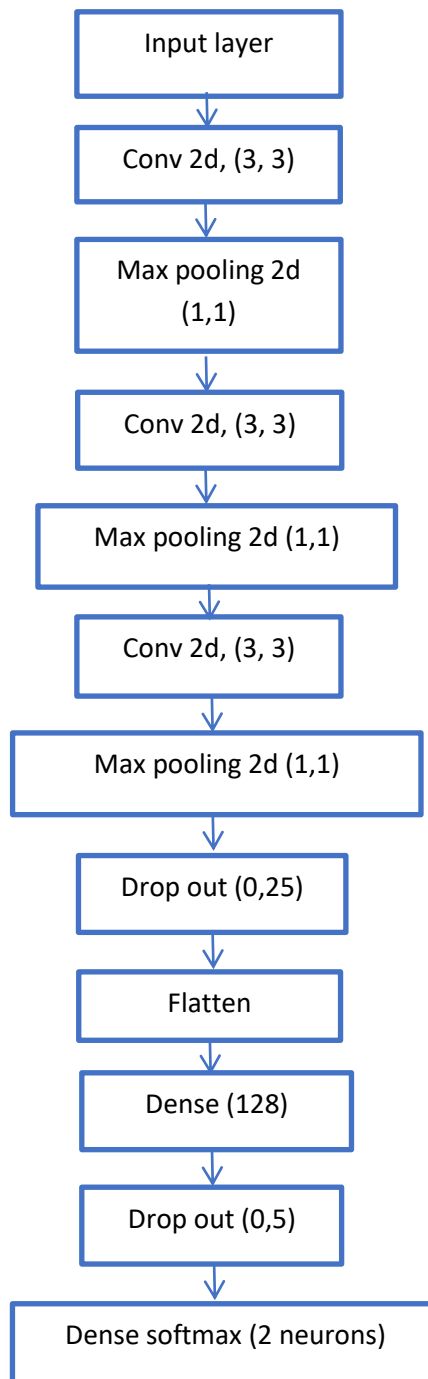 Input layer
Conv 2d, (3, 3)
Max pooling 2d
(1,1)
Conv 2d, (3, 3)
Max pooling 2d (1,1)
Conv 2d, (3, 3)
Max pooling 2d (1,1)
Drop out (0,25)
Flatten
Dense (128)
Drop out (0,5)
Dense softmax (2 neurons)